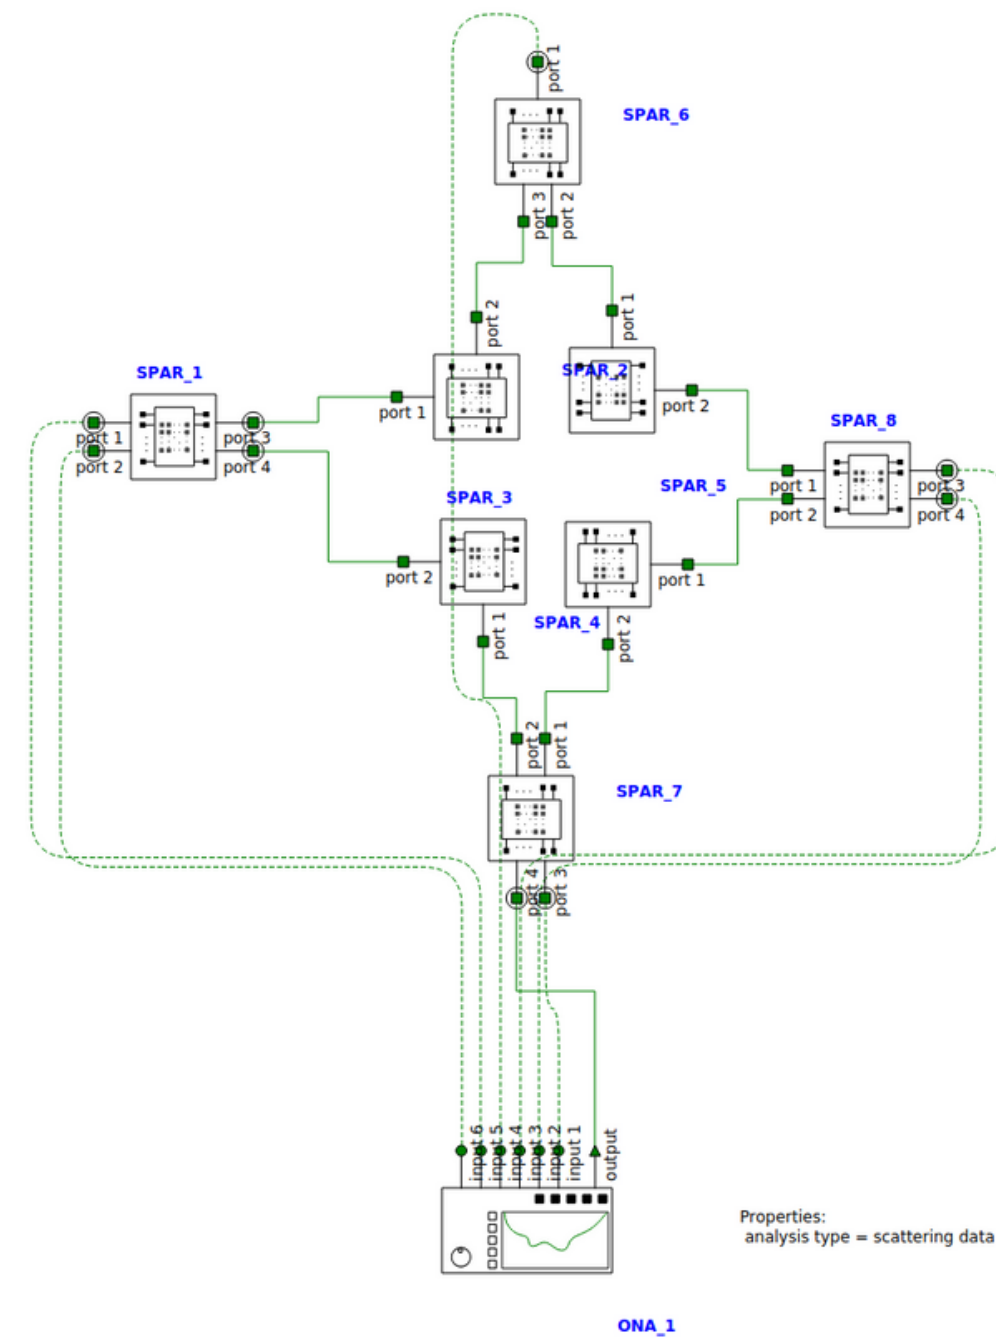 port 1
SPAR_6
port 3
port 2
port 2
port 1
SPAR_1
SPAR_2
port 1
port 2
SPAR_8
port 1
port 3
port 2
port 4
port 1
port 3
port 2
port 4
SPAR_5
SPAR_3
port 2
port 1
port 1
SPAR_4
port 2
port 2
port 1
SPAR_7
port 4
port 3
input 6
input 5
input 4
input 3
input 2
input 1
output
Properties:
analysis type = scattering data
ONA_1